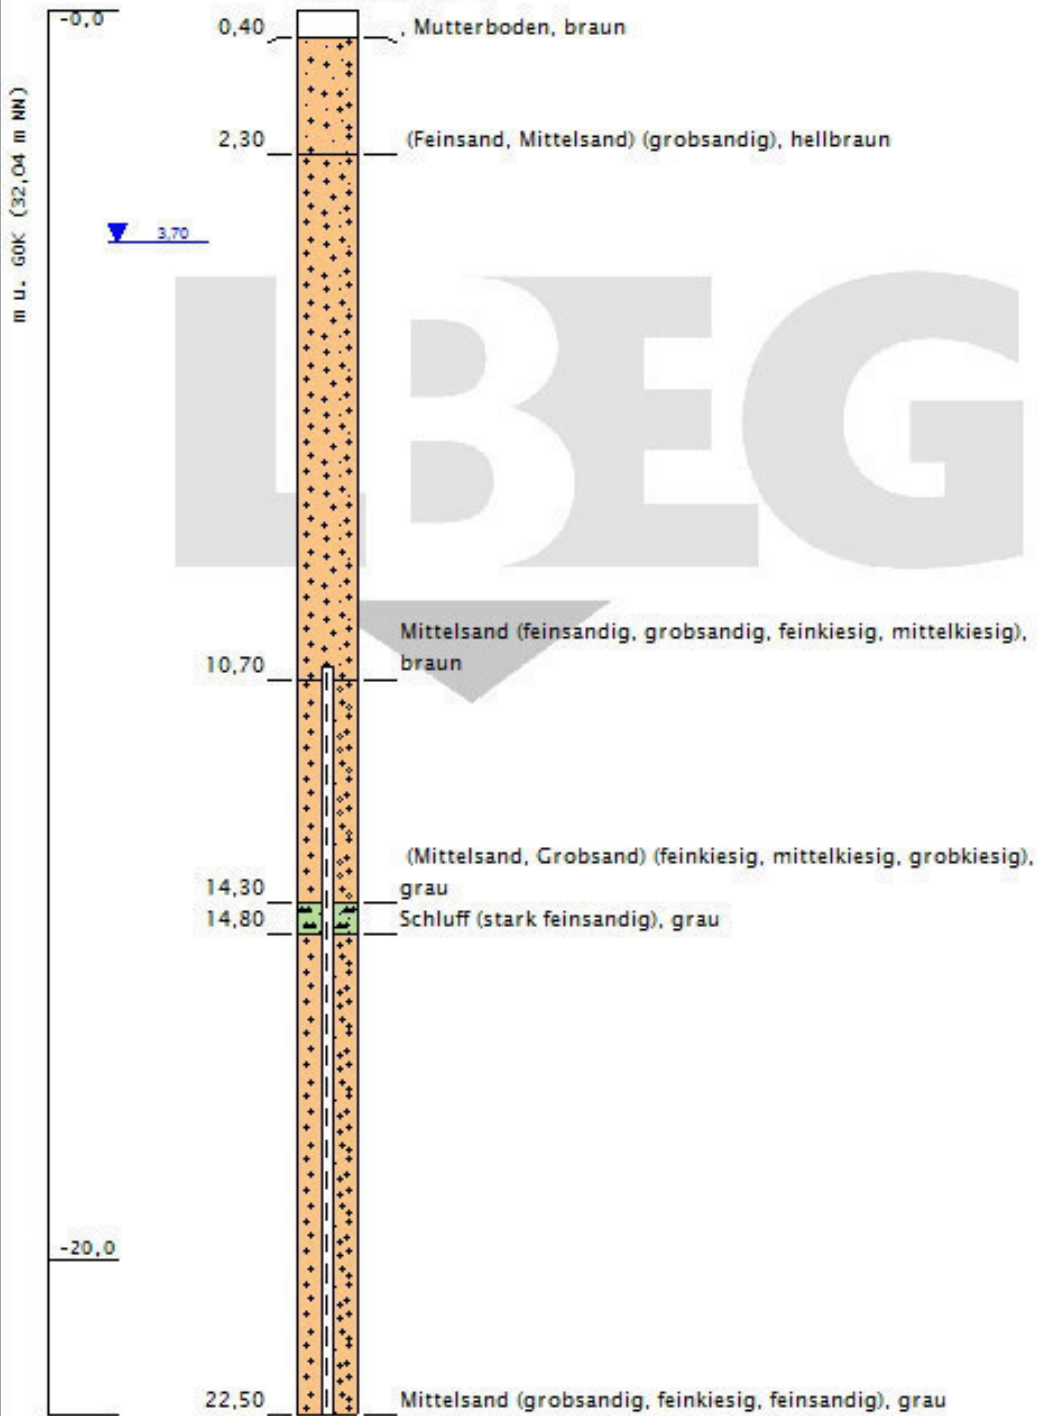 -0,0
0,40
, Mutterboden, braun
m u. GOK (32,04 m NN)
2,30
(Feinsand, Mittelsand) (grobsandig), hellbraun
3,70
LBEG
Mittelsand (feinsandig, grobsandig, feinkiesig, mittelkiesig),
braun
10,70
(Mittelsand, Grobsand) (feinkiesig, mittelkiesig, grobkiesig),
grau
14,30
14,80
Schluff (stark feinsandig), grau
-20,0
22,50
Mittelsand (grobsandig, feinkiesig, feinsandig), grau